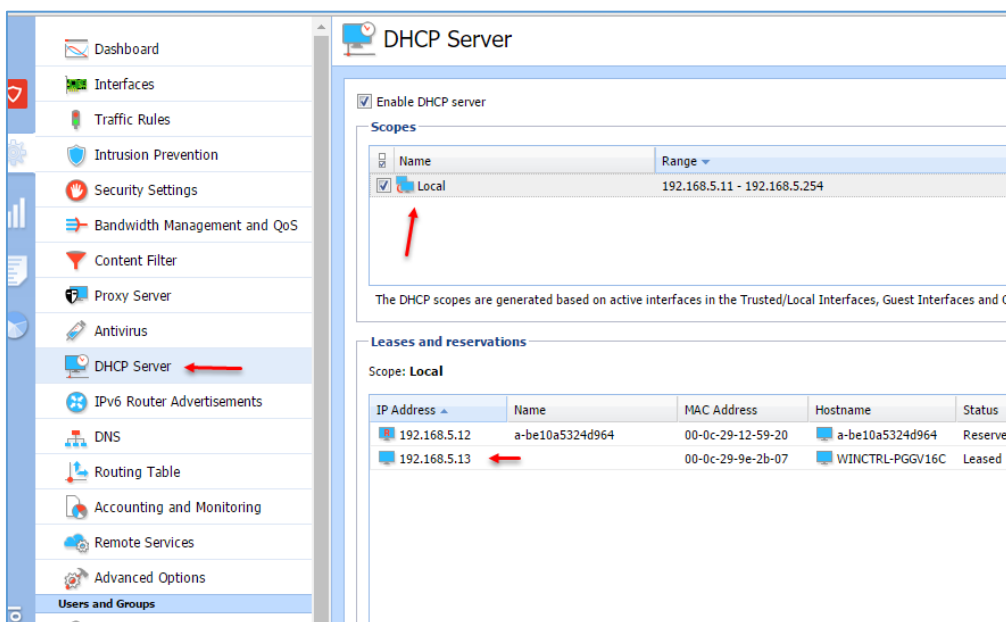 DHCP Server
Dashboard
Interfaces
Traffic Rules
Intrusion Prevention
Security Settings
Bandwidth Management and QoS
Content Filter
Proxy Server
Antivirus
DHCP Server
IPv6 Router Advertisements
DNS
Routing Table
Accounting and Monitoring
Remote Services
Advanced Options
Users and Groups
Enable DHCP server
Scopes
Name Range
Local 192.168.5.11 - 192.168.5.254
The DHCP scopes are generated based on active interfaces in the Trusted/Local Interfaces, Guest Interfaces and
Leases and reservations
Scope: Local
IP Address Name MAC Address Hostname Status
192.168.5.12 a-be10a5324d964 00-0c-29-12-59-20 a-be10a5324d964 Reserve
192.168.5.13 00-0c-29-9e-2b-07 WINCTRL-PGGV16C Leased